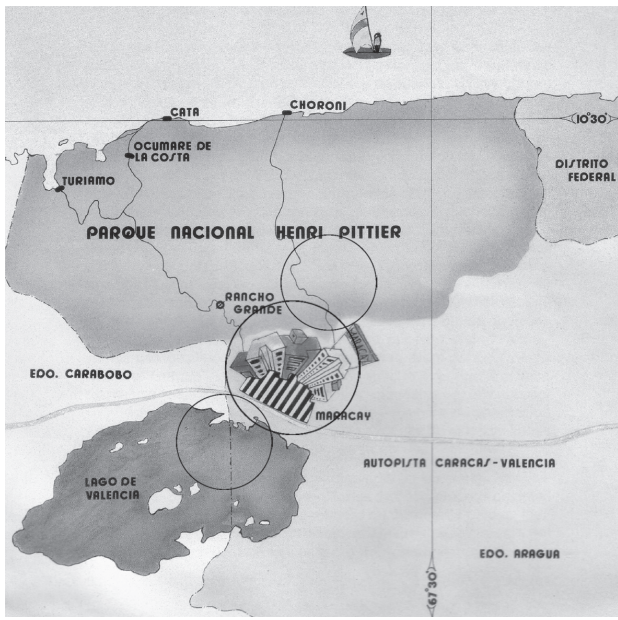 CATA
CHORONI
10°30'
OCUMARE DE
LA COSTA
DISTRITO
FEDERAL
TURIAMO
PARQUE NACIONAL HENRI PITTIER
RANCHO
GRANDE
EDO. CARABOBO
MARACAY
AUTOPISTA CARACAS-VALENCIA
LAGO DE
VALENCIA
EDO. ARAGUA
67°30'